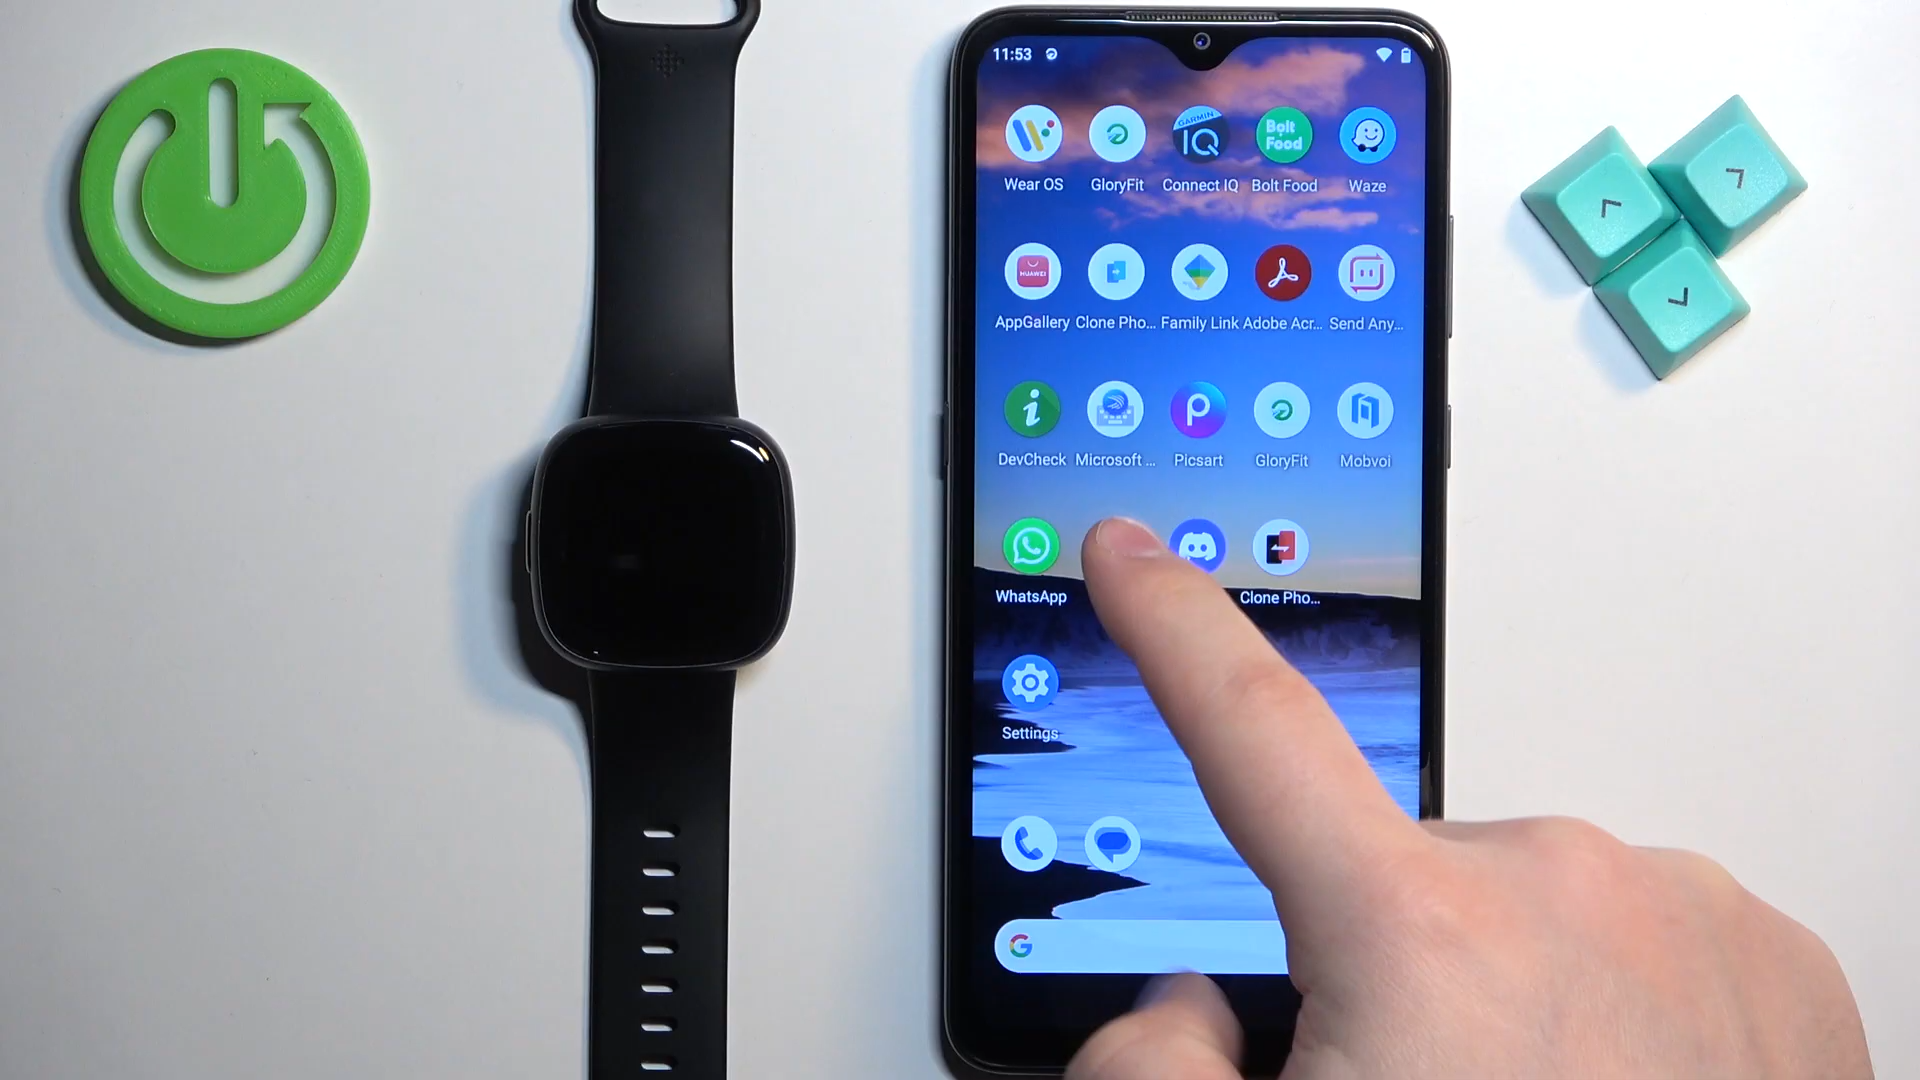 11:53
GARMIN
IQ
Bolt
Food
Wear OS GloryFit Connect IQ Bolt Food Waze
HUAWEI
AppGallery Clone Pho... Family Link Adobe Acr... Send Any...
DevCheck Microsoft ... Picsart GloryFit Mobvoi
WhatsApp Clone Pho...
Settings